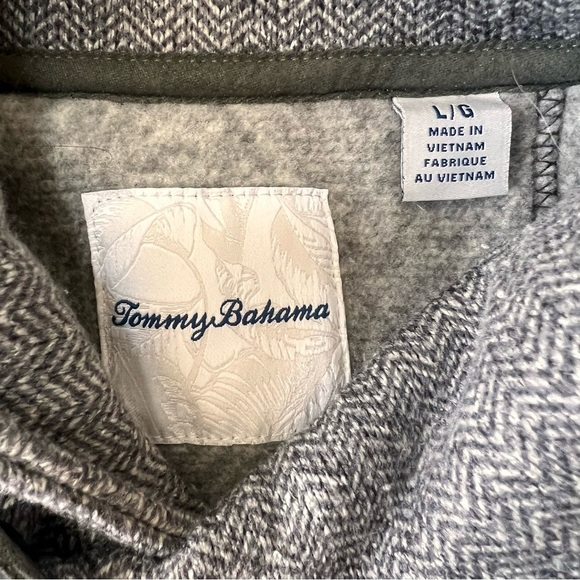 L/G
MADE IN
VIETNAM
FABRIQUE
AU VIETNAM
Tommy Bahama